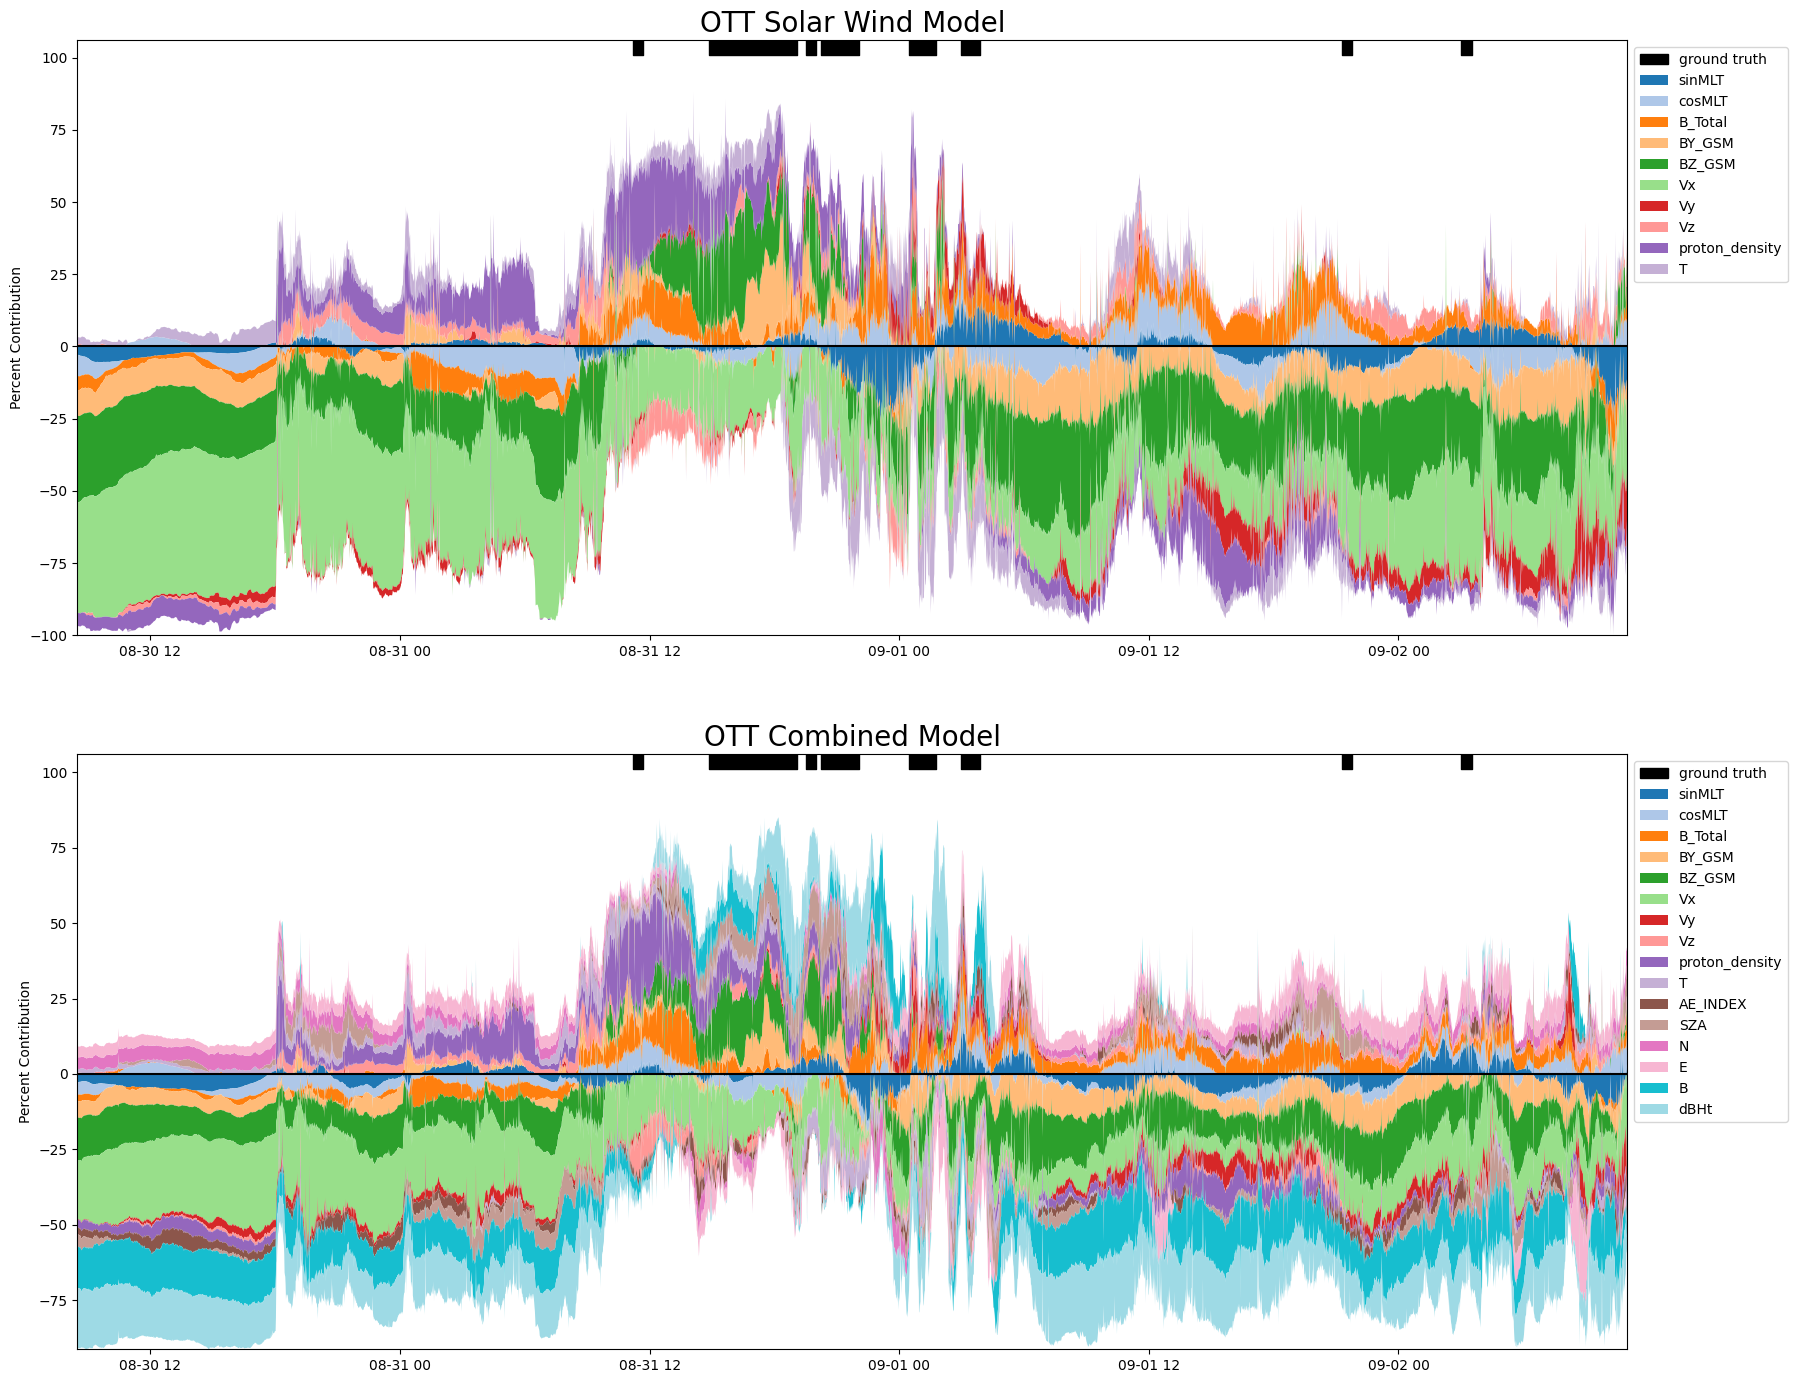 OTT Solar Wind Model
100
75
50
25
0
−25
−50
−75
−100
Percent Contribution
08-30 12
08-31 00
08-31 12
09-01 00
09-01 12
09-02 00
ground truth
sinMLT
cosMLT
B_Total
BY_GSM
BZ_GSM
Vx
Vy
Vz
proton_density
T
OTT Combined Model
100
75
50
25
0
−25
−50
−75
Percent Contribution
08-30 12
08-31 00
08-31 12
09-01 00
09-01 12
09-02 00
ground truth
sinMLT
cosMLT
B_Total
BY_GSM
BZ_GSM
Vx
Vy
Vz
proton_density
T
AE_INDEX
SZA
N
E
B
dBHt